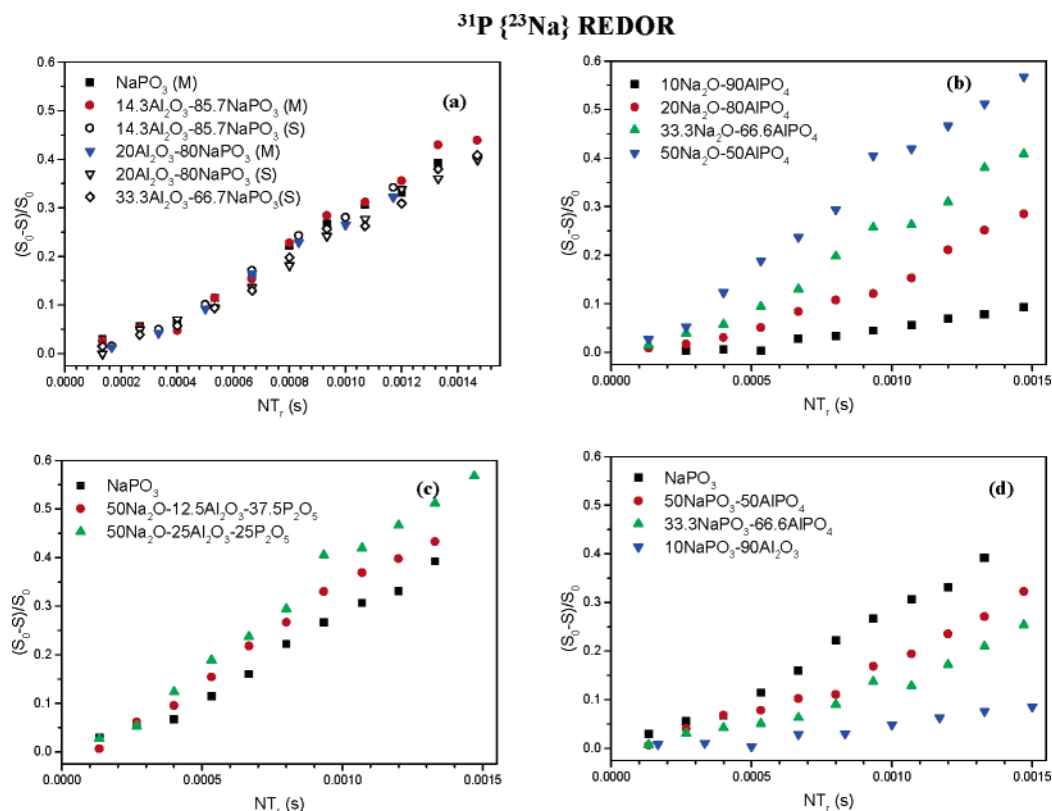 ³¹P {²³Na} REDOR
(a)
NaPO₃ (M)
14.3Al₂O₃-85.7NaPO₃ (M)
14.3Al₂O₃-85.7NaPO₃ (S)
20Al₂O₃-80NaPO₃ (M)
20Al₂O₃-80NaPO₃ (S)
33.3Al₂O₃-66.7NaPO₃(S)
(S₀-S)/S₀
0.6
0.5
0.4
0.3
0.2
0.1
0.0
0.0000 0.0002 0.0004 0.0006 0.0008 0.0010 0.0012 0.0014
NTᵣ (s)
(b)
10Na₂O-90AlPO₄
20Na₂O-80AlPO₄
33.3Na₂O-66.6AlPO₄
50Na₂O-50AlPO₄
(S₀-S)/S₀
0.6
0.5
0.4
0.3
0.2
0.1
0.0
0.0000 0.0005 0.0010 0.0015
NTᵣ (s)
(c)
NaPO₃
50Na₂O-12.5Al₂O₃-37.5P₂O₅
50Na₂O-25Al₂O₃-25P₂O₅
(S₀-S)/S₀
0.6
0.5
0.4
0.3
0.2
0.1
0.0
0.0000 0.0005 0.0010 0.0015
NTᵣ (s)
(d)
NaPO₃
50NaPO₃-50AlPO₄
33.3NaPO₃-66.6AlPO₄
10NaPO₃-90Al₂O₃
(S₀-S)/S₀
0.6
0.5
0.4
0.3
0.2
0.1
0.0
0.0000 0.0005 0.0010 0.0015
NTᵣ (s)